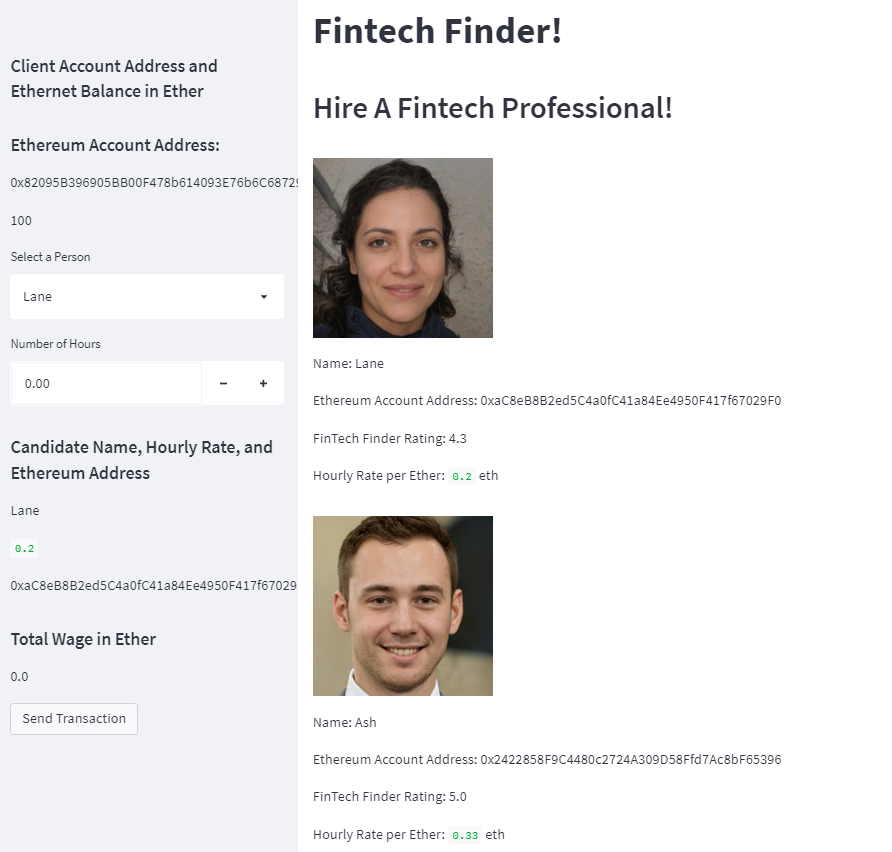 Client Account Address and
Ethernet Balance in Ether
Ethereum Account Address:
0x82095B396905BB00F478b614093E76b6C6872
100
Select a Person
Lane
Number of Hours
0.00
Candidate Name, Hourly Rate, and
Ethereum Address
Lane
0.2
0xaC8eB8B2ed5C4a0fC41a84Ee4950F417f67029
Total Wage in Ether
0.0
Send Transaction
Fintech Finder!
Hire A Fintech Professional!
Name: Lane
Ethereum Account Address: 0xaC8eB8B2ed5C4a0fC41a84Ee4950F417f67029F0
FinTech Finder Rating: 4.3
Hourly Rate per Ether: 0.2 eth
Name: Ash
Ethereum Account Address: 0x2422858F9C4480c2724A309D58Ffd7Ac8bF65396
FinTech Finder Rating: 5.0
Hourly Rate per Ether: 0.33 eth